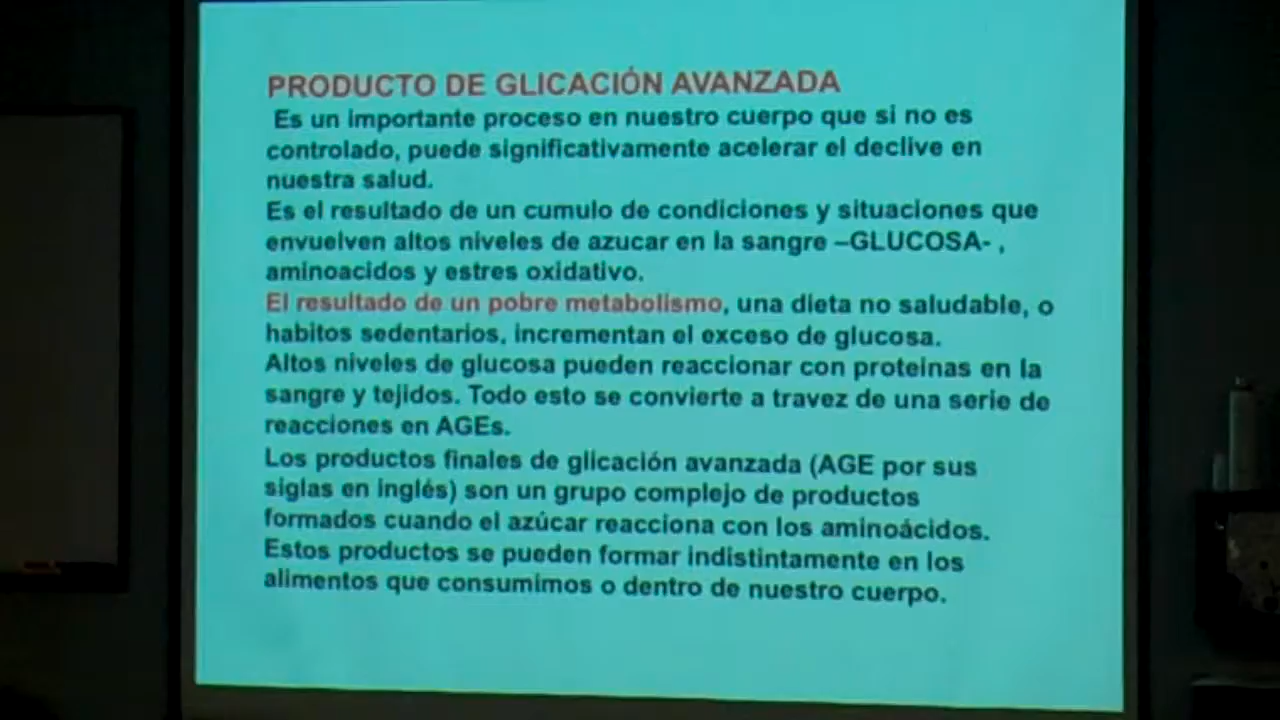 PRODUCTO DE GLICACIÓN AVANZADA
Es un importante proceso en nuestro cuerpo que si no es
controlado, puede significativamente acelerar el declive en
nuestra salud.
Es el resultado de un cumulo de condiciones y situaciones que
envuelven altos niveles de azucar en la sangre –GLUCOSA- ,
aminoacidos y estres oxidativo.
El resultado de un pobre metabolismo, una dieta no saludable, o
habitos sedentarios, incrementan el exceso de glucosa.
Altos niveles de glucosa pueden reaccionar con proteinas en la
sangre y tejidos. Todo esto se convierte a travez de una serie de
reacciones en AGEs.
Los productos finales de glicación avanzada (AGE por sus
siglas en inglés) son un grupo complejo de productos
formados cuando el azúcar reacciona con los aminoácidos.
Estos productos se pueden formar indistintamente en los
alimentos que consumimos o dentro de nuestro cuerpo.